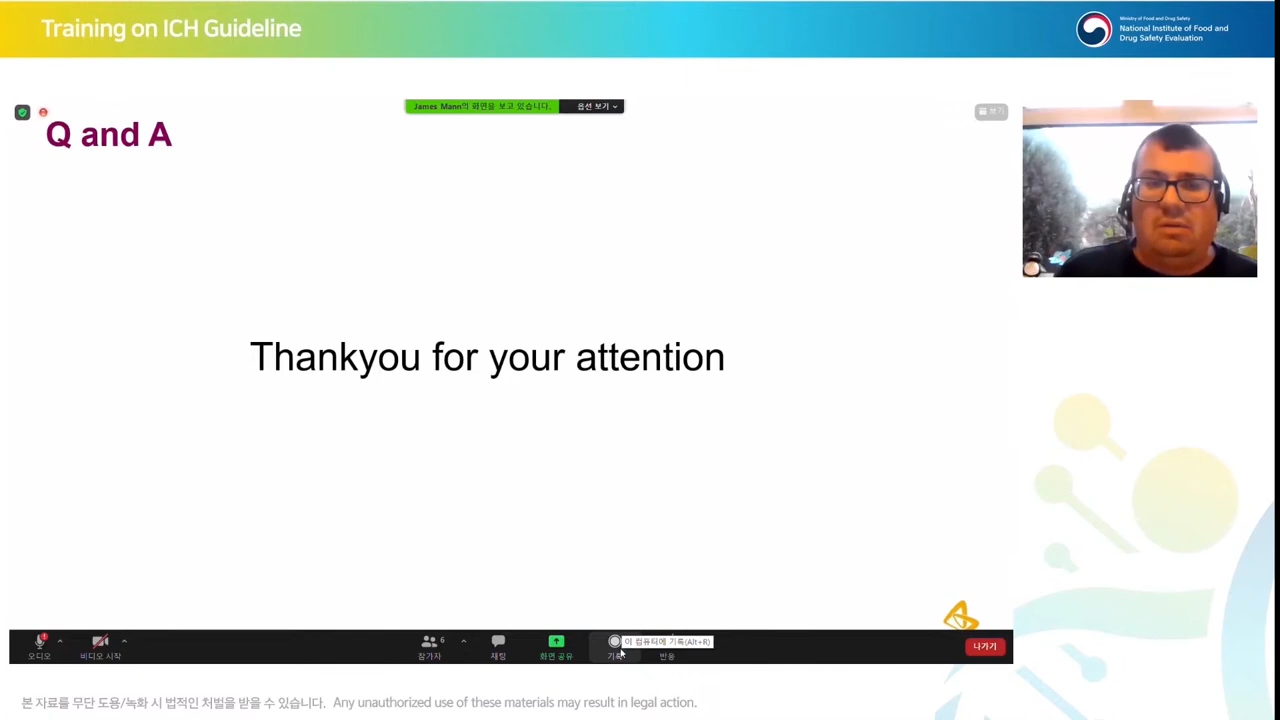 Training on ICH Guideline
Ministry of Food and Drug Safety
National Institute of Food and
Drug Safety Evaluation
James Mann의 화면을 보고 있습니다.
옵션 보기
보기
Q and A
Thankyou for your attention
6
이 컴퓨터에 기록(Alt+R)
오디오
비디오 시작
참가자
채팅
화면 공유
기록
반응
나가기
본 자료를 무단 도용/녹화 시 법적인 처벌을 받을 수 있습니다. Any unauthorized use of these materials may result in legal action.